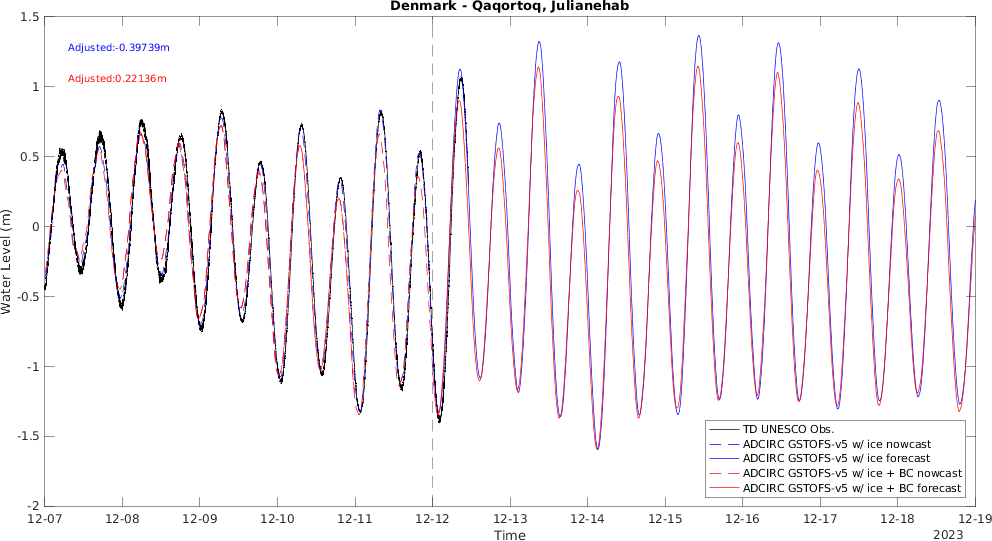 Denmark - Qaqortoq, Julianehab
Adjusted:-0.39739m
Adjusted:0.22136m
1.5
1
0.5
0
-0.5
-1
-1.5
-2
Water Level (m)
TD UNESCO Obs.
ADCIRC GSTOFS-v5 w/ ice nowcast
ADCIRC GSTOFS-v5 w/ ice forecast
ADCIRC GSTOFS-v5 w/ ice + BC nowcast
ADCIRC GSTOFS-v5 w/ ice + BC forecast
12-07 12-08 12-09 12-10 12-11 12-12 12-13 12-14 12-15 12-16 12-17 12-18 12-19
Time
2023